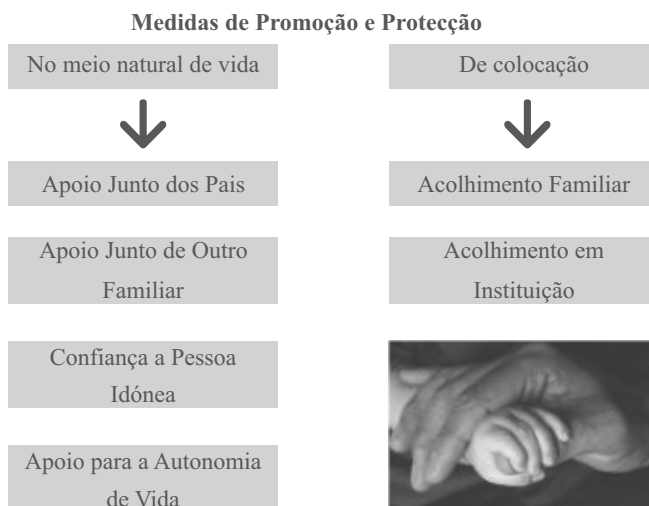 Medidas de Promoção e Protecção
No meio natural de vida
De colocação
Apoio Junto dos Pais
Acolhimento Familiar
Apoio Junto de Outro
Familiar
Acolhimento em
Instituição
Confiança a Pessoa
Idónea
Apoio para a Autonomia
de Vida